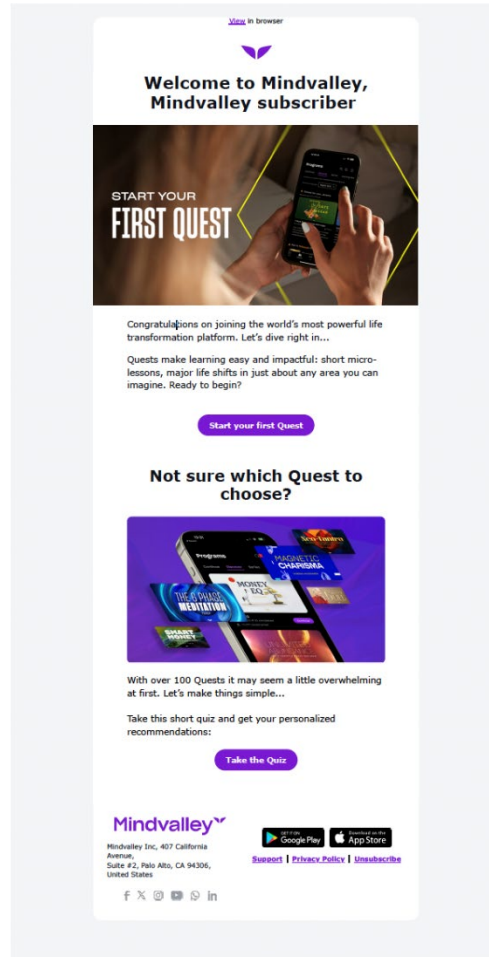 View in browser
Welcome to Mindvalley,
Mindvalley subscriber
START YOUR
FIRST QUEST
Programs
Congratulations on joining the world's most powerful life
transformation platform. Let's dive right in...
Quests make learning easy and impactful: short micro-
lessons, major life shifts in just about any area you can
imagine. Ready to begin?
Start your first Quest
Not sure which Quest to
choose?
Programs
Neo-Tantra
MAGNETIC
CHARISMA
MONEY
EQ
THE 6 PHASE
MEDITATION
SMART
MONEY
With over 100 Quests it may seem a little overwhelming
at first. Let's make things simple...
Take this short quiz and get your personalized
recommendations:
Take the Quiz
Mindvalley
Mindvalley Inc, 407 California
Avenue,
Suite #2, Palo Alto, CA 94306,
United States
GET IT ON
Google Play
Download on the
App Store
Support | Privacy Policy | Unsubscribe